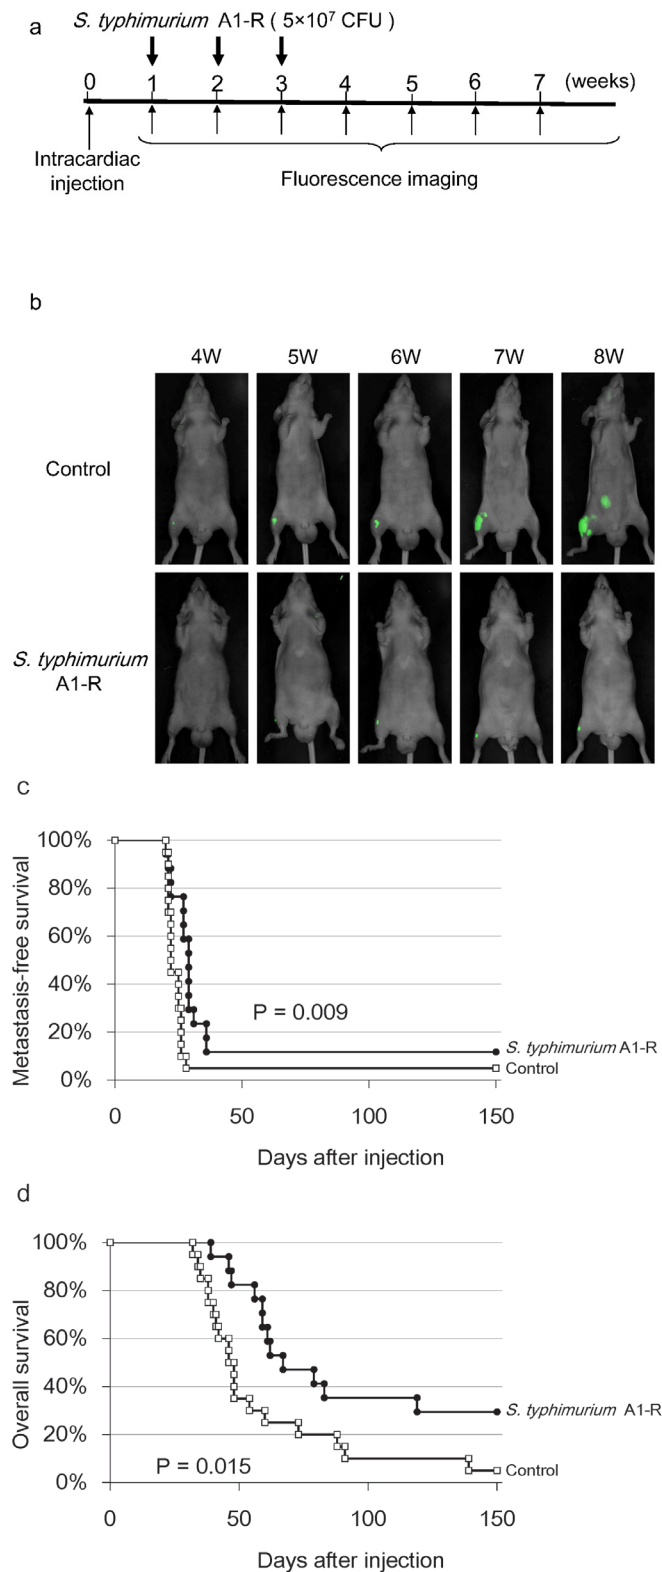 a
S. typhimurium A1-R ( 5×10⁷ CFU )
0 1 2 3 4 5 6 7 (weeks)
Intracardiac
injection
Fluorescence imaging
b
4W 5W 6W 7W 8W
Control
S. typhimurium
A1-R
c
100%
80%
60%
40%
20%
0%
Metastasis-free survival
P = 0.009
S. typhimurium A1-R
Control
0 50 100 150
Days after injection
d
100%
80%
60%
40%
20%
0%
Overall survival
S. typhimurium A1-R
P = 0.015
Control
0 50 100 150
Days after injection